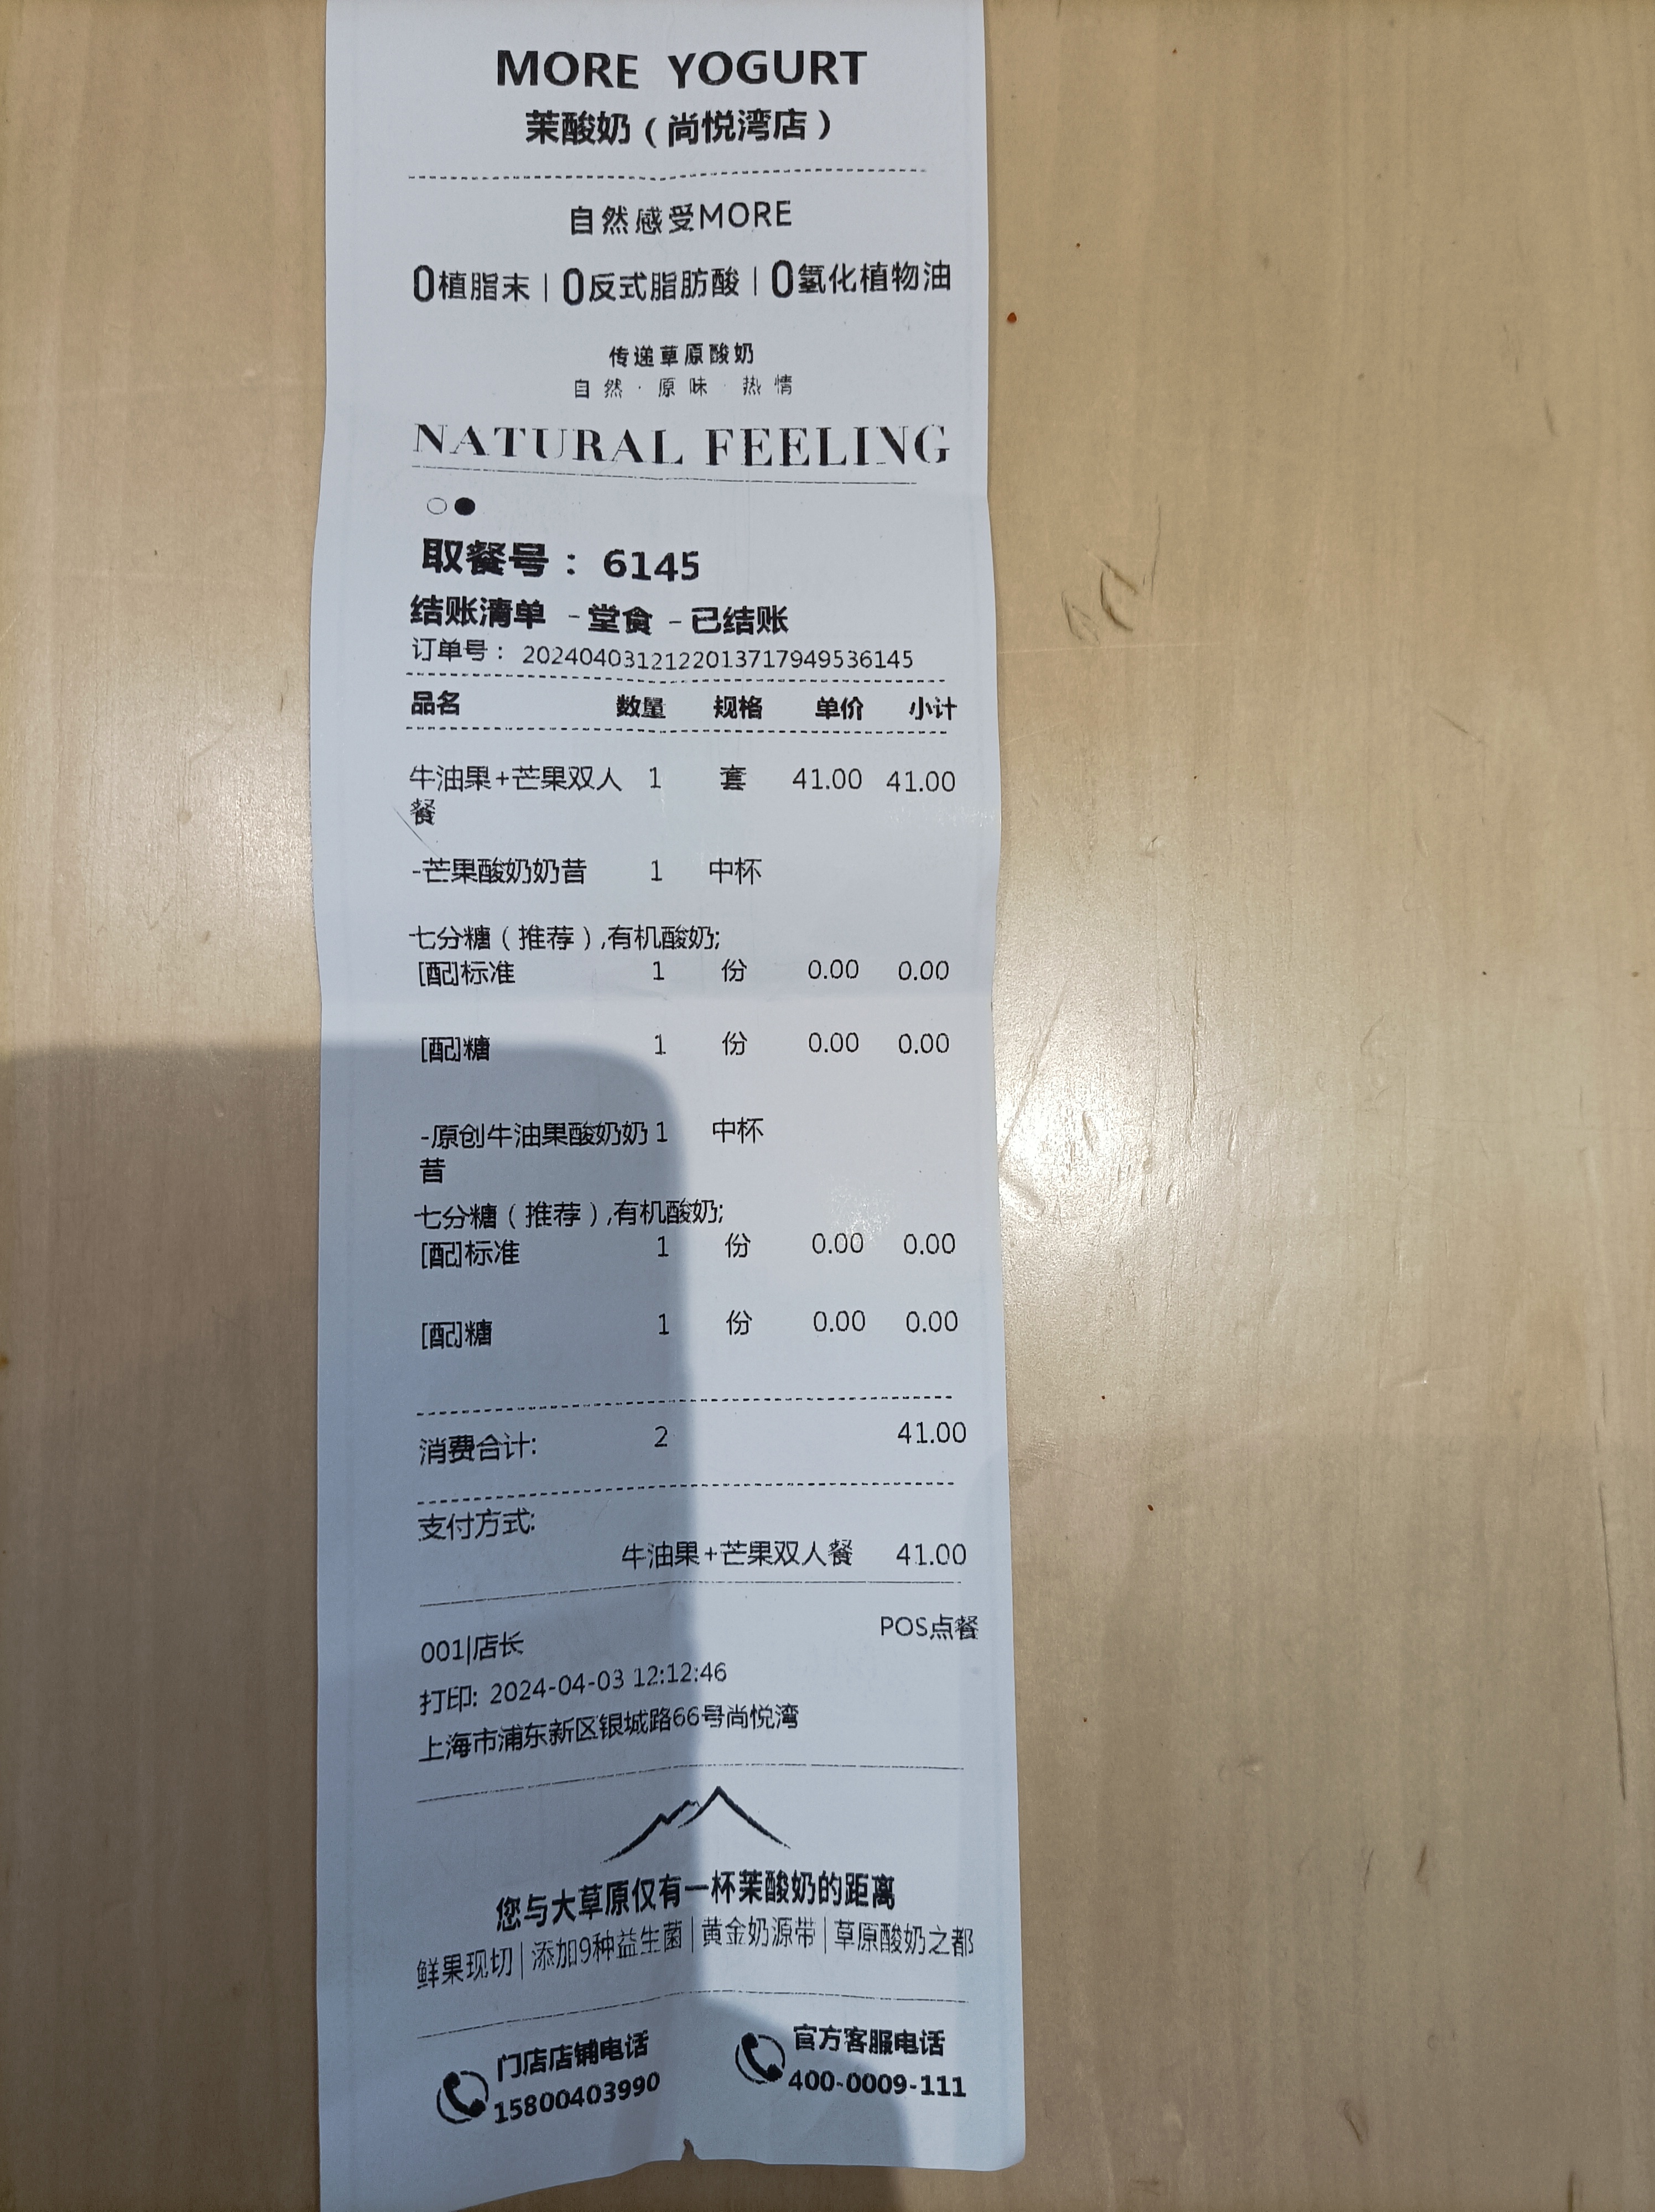 MORE YOGURT
茉酸奶（尚悦湾店）
自然感受MORE
0植脂末 | 0反式脂肪酸 | 0氢化植物油
传递草原酸奶
自然·原味·热情
NATURAL FEELING
取餐号：6145
结账清单 -堂食 -已结账
订单号：20240403121220137179495​36145
品名 数量 规格 单价 小计
牛油果+芒果双人 1 套 41.00 41.00
餐
-芒果酸奶奶昔 1 中杯
七分糖（推荐）,有机酸奶;
[配]标准 1 份 0.00 0.00
[配]糖 1 份 0.00 0.00
-原创牛油果酸奶奶 1 中杯
昔
七分糖（推荐）,有机酸奶;
[配]标准 1 份 0.00 0.00
[配]糖 1 份 0.00 0.00
消费合计: 2 41.00
支付方式:
牛油果+芒果双人餐 41.00
POS点餐
001|店长
打印: 2024-04-03 12:12:46
上海市浦东新区银城路66号尚悦湾
您与大草原仅有一杯茉酸奶的距离
鲜果现切 | 添加9种益生菌 | 黄金奶源带 | 草原酸奶之都
门店店铺电话
15800403990
官方客服电话
400-0009-111